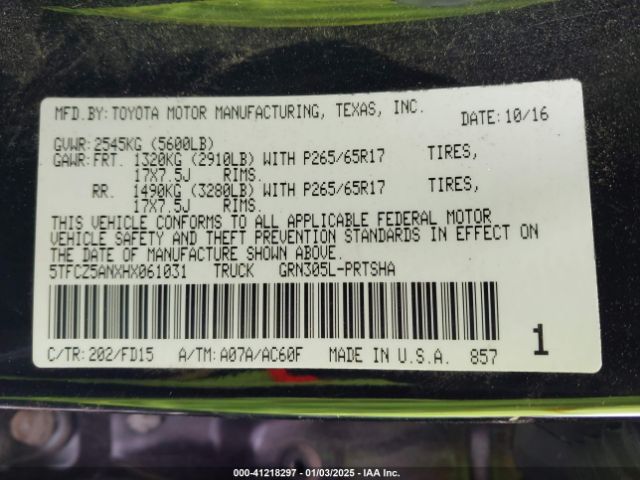 MFD.BY:TOYOTA MOTOR MANUFACTURING, TEXAS, INC. DATE:10/16
GVWR:2545KG (5600LB)
GAWR:FRT. 1320KG (2910LB) WITH P265/65R17 TIRES,
17X7.5J RIMS.
RR. 1490KG (3280LB) WITH P265/65R17 TIRES,
17X7.5J RIMS.
THIS VEHICLE CONFORMS TO ALL APPLICABLE FEDERAL MOTOR
VEHICLE SAFETY AND THEFT PREVENTION STANDARDS IN EFFECT ON
THE DATE OF MANUFACTURE SHOWN ABOVE.
5TFCZ5ANXHX061031 TRUCK GRN305L-PRTSHA
C/TR:202/FD15 A/TM:A07A/AC60F MADE IN U.S.A. 857 1
000-41218297 - 01/03/2025 - IAA Inc.